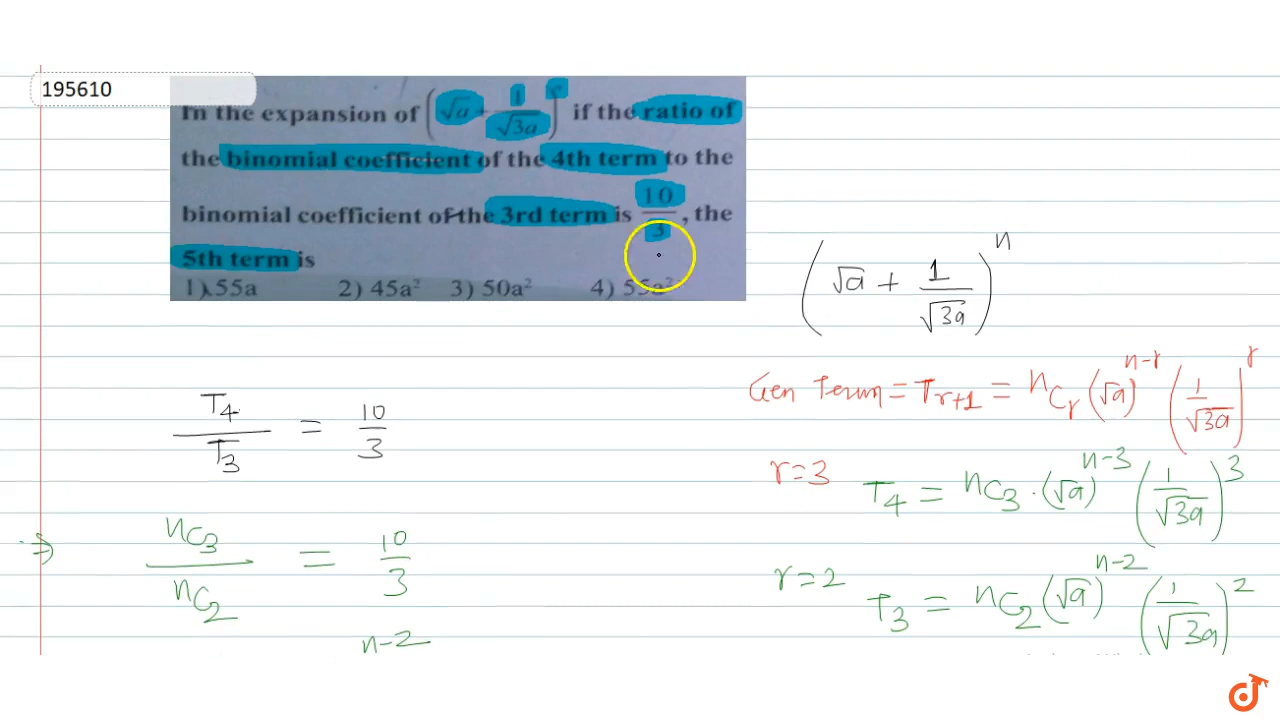 195610
In the expansion of (√a + 1/√3a)ⁿ if the ratio of
the binomial coefficient of the 4th term to the
binomial coefficient of the 3rd term is 10/3, the
5th term is
1) 55a 2) 45a² 3) 50a² 4) 55a²
(√a + 1/√3a)ⁿ
Gen term = T_{r+1} = nC_r (√a)^{n-r} (1/√3a)^r
T₄/T₃ = 10/3
r=3 T₄ = nC₃·(√a)^{n-3} (1/√3a)³
⇒ nC₃/nC₂ = 10/3
r=2 T₃ = nC₂ (√a)^{n-2} (1/√3a)²
n-2